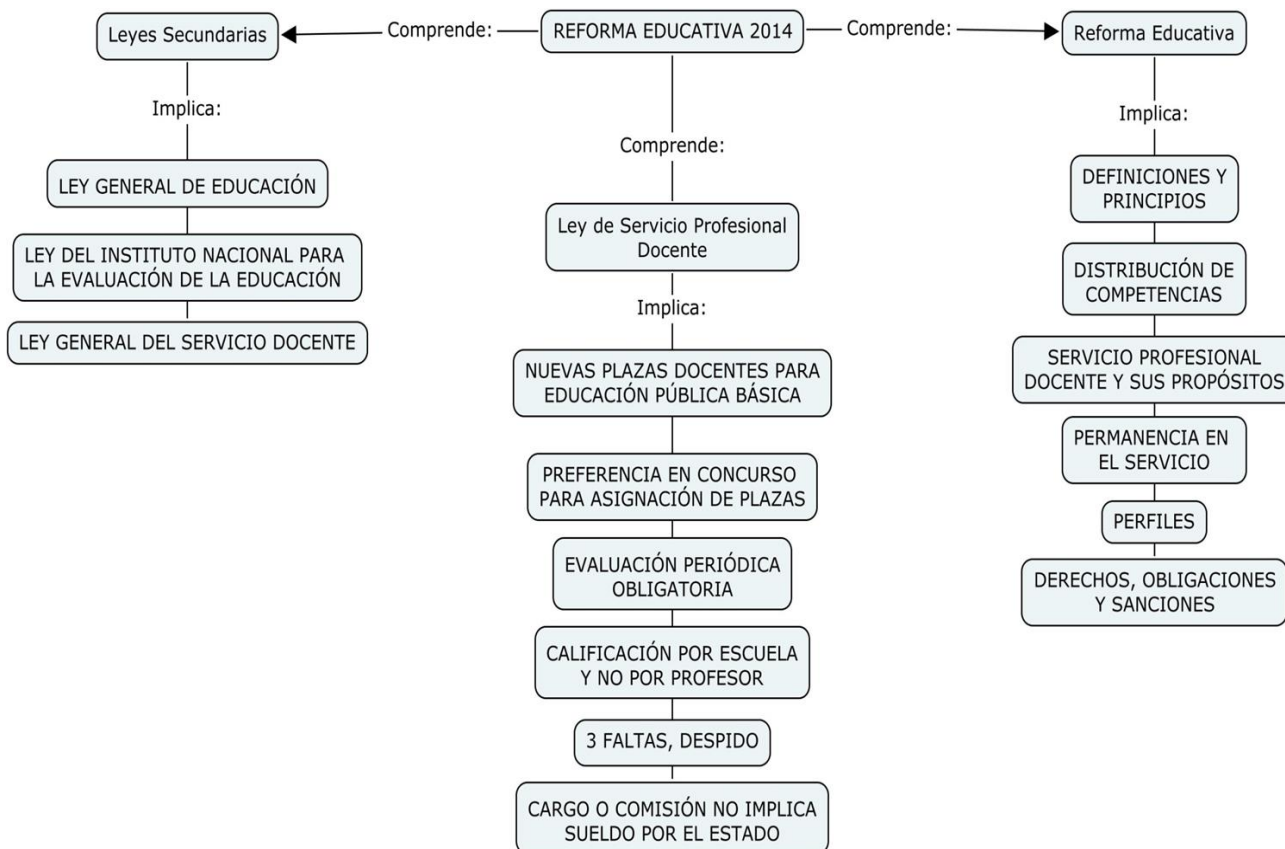 Leyes Secundarias
Comprende:
REFORMA EDUCATIVA 2014
Comprende:
Reforma Educativa
Implica:
LEY GENERAL DE EDUCACIÓN
LEY DEL INSTITUTO NACIONAL PARA
LA EVALUACIÓN DE LA EDUCACIÓN
LEY GENERAL DEL SERVICIO DOCENTE
Comprende:
Ley de Servicio Profesional
Docente
Implica:
NUEVAS PLAZAS DOCENTES PARA
EDUCACIÓN PÚBLICA BÁSICA
PREFERENCIA EN CONCURSO
PARA ASIGNACIÓN DE PLAZAS
EVALUACIÓN PERIÓDICA
OBLIGATORIA
CALIFICACIÓN POR ESCUELA
Y NO POR PROFESOR
3 FALTAS, DESPIDO
CARGO O COMISIÓN NO IMPLICA
SUELDO POR EL ESTADO
Implica:
DEFINICIONES Y
PRINCIPIOS
DISTRIBUCIÓN DE
COMPETENCIAS
SERVICIO PROFESIONAL
DOCENTE Y SUS PROPÓSITOS
PERMANENCIA EN
EL SERVICIO
PERFILES
DERECHOS, OBLIGACIONES
Y SANCIONES